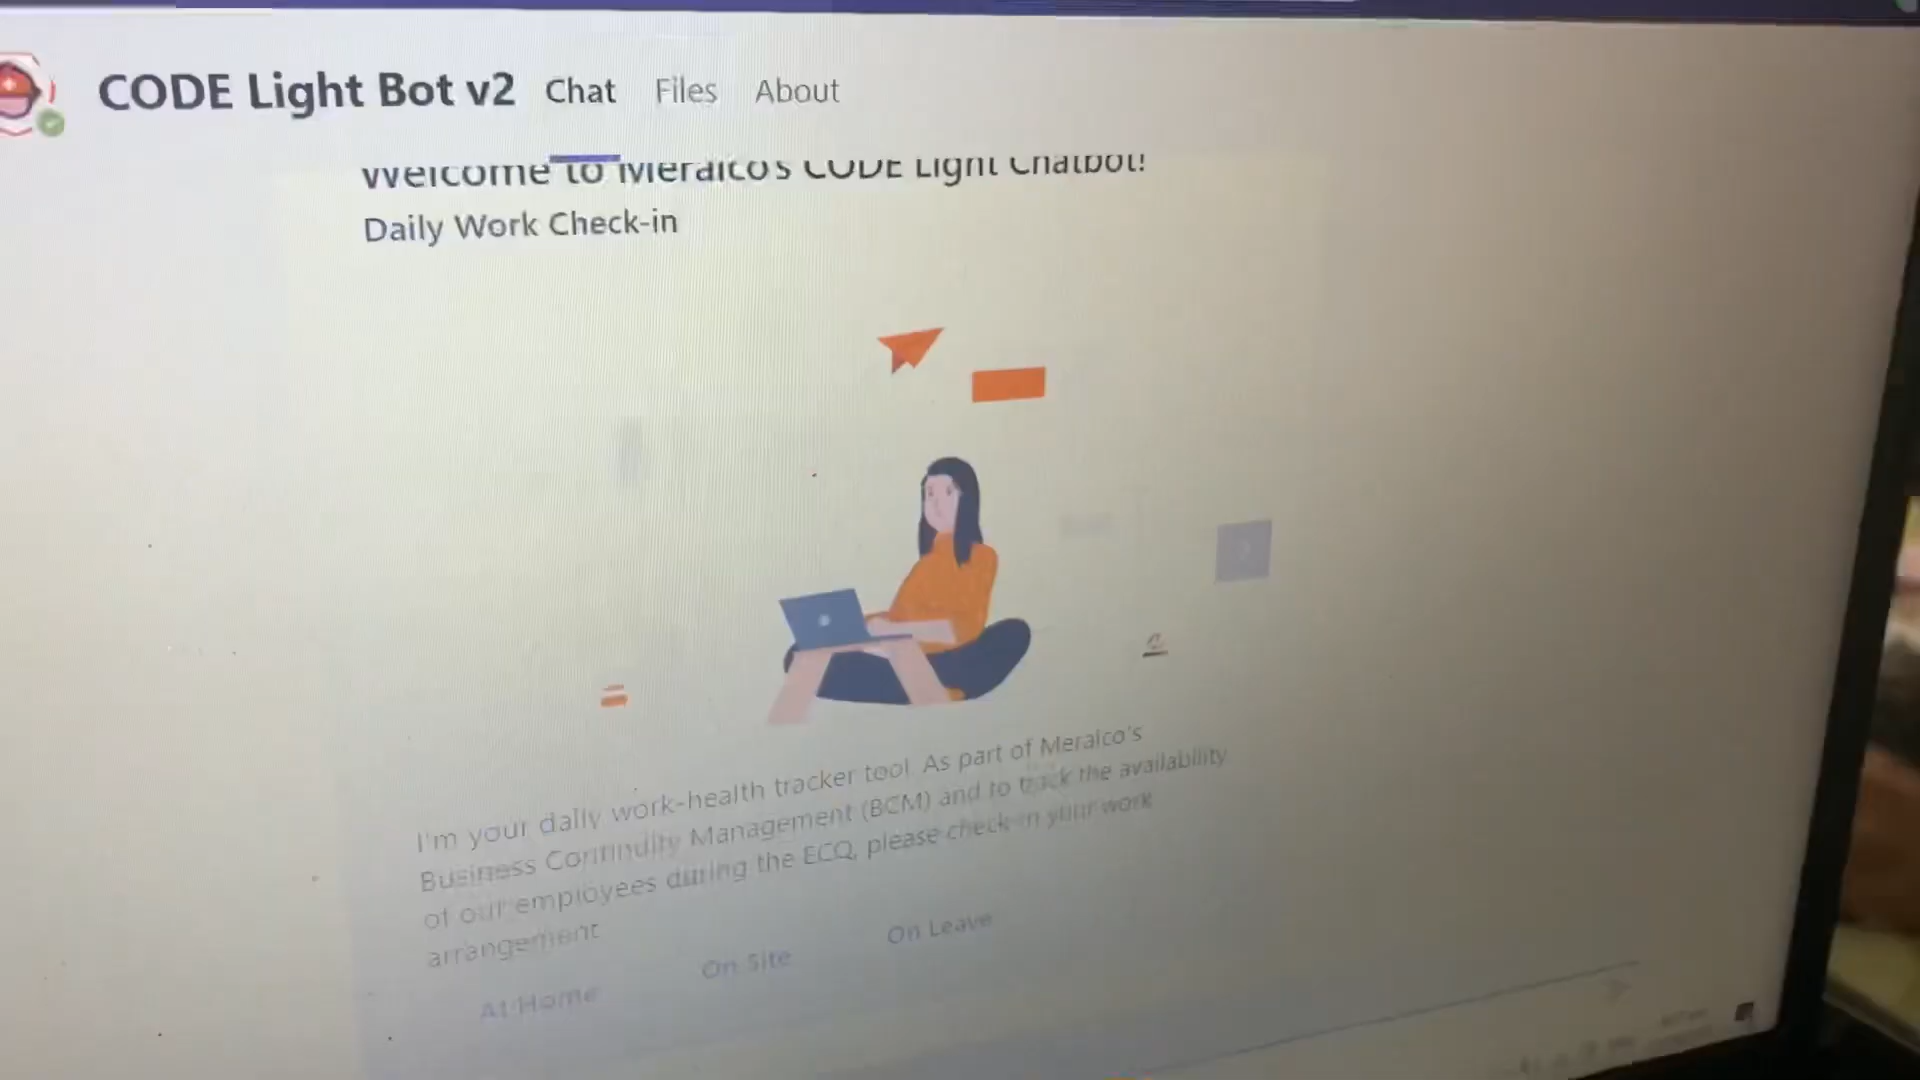 CODE Light Bot v2 Chat Files About
Welcome to Meralco's CODE Light Chatbot!
Daily Work Check-in
I'm your daily work-health tracker tool. As part of Meralco's
Business Continuity Management (BCM) and to track the availability
of our employees during the ECQ, please check-in your work
arrangement
At Home On Site On Leave